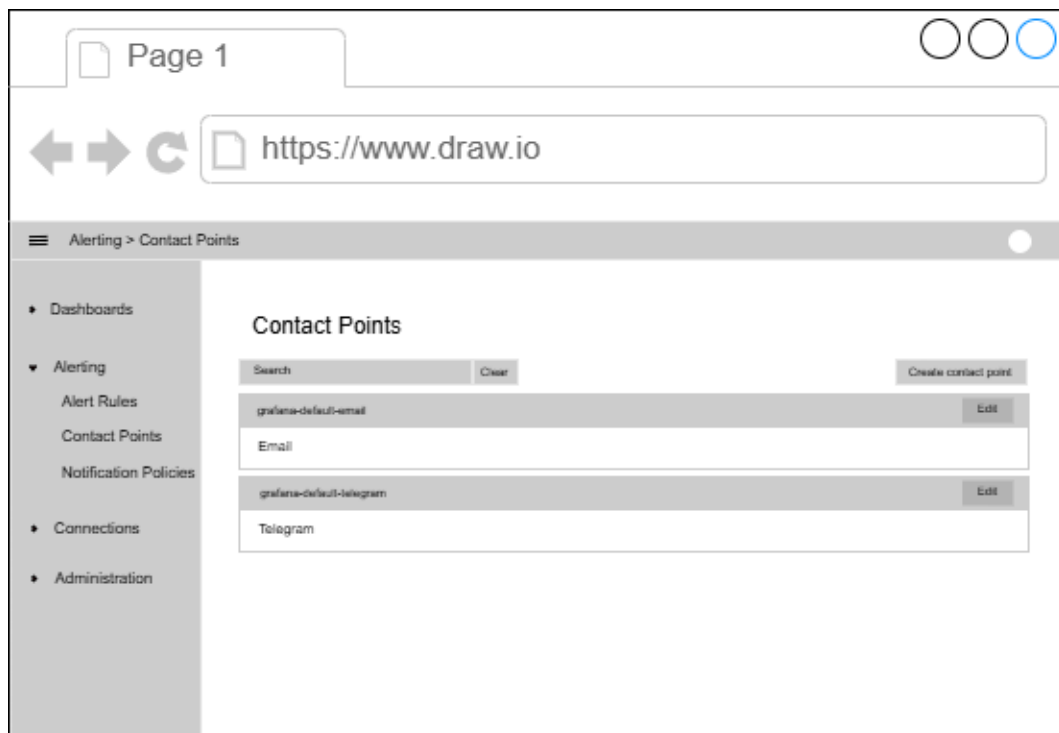 Page 1
https://www.draw.io
Alerting > Contact Points
Dashboards
Alerting
Alert Rules
Contact Points
Notification Policies
Connections
Administration
Contact Points
Search
Clear
Create contact point
grafana-default-email
Edit
Email
grafana-default-telegram
Edit
Telegram